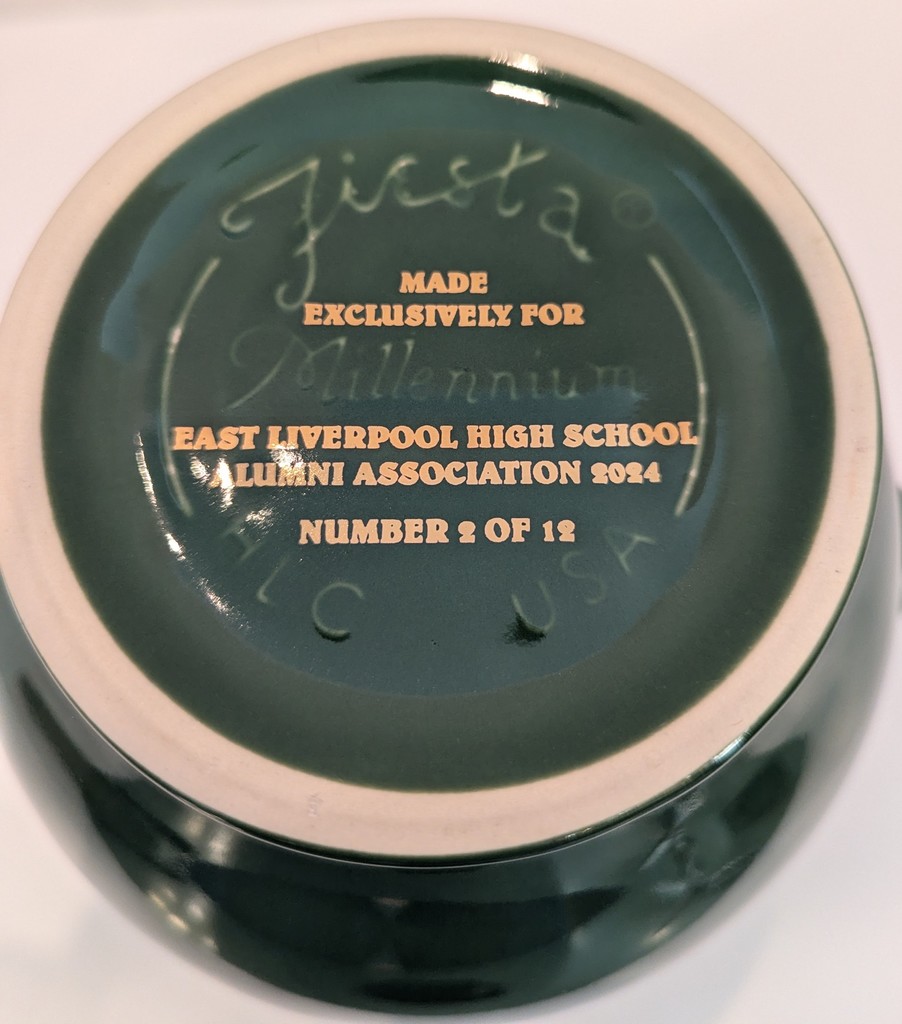 Fiesta®
MADE
EXCLUSIVELY FOR
Millennium
EAST LIVERPOOL HIGH SCHOOL
ALUMNI ASSOCIATION 2024
NUMBER 2 OF 12
HLC USA